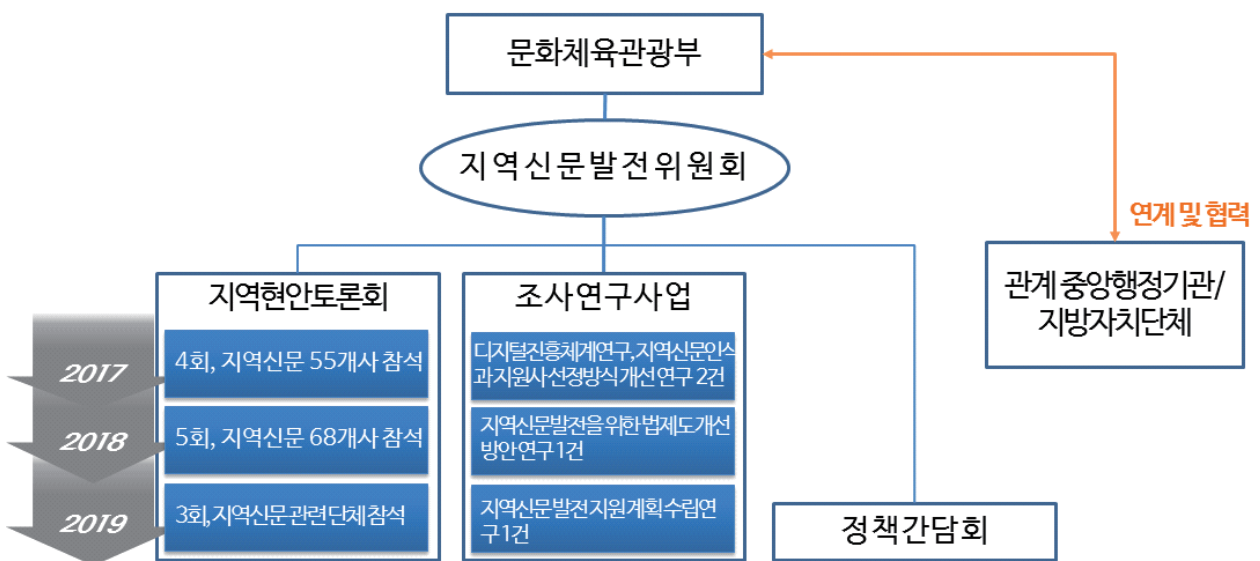 문화체육관광부
지역신문발전위원회
연계 및 협력
관계 중앙행정기관/
지방자치단체
지역현안토론회
조사연구사업
2017
4회, 지역신문 55개사 참석
디지털진흥체계연구, 지역신문인식
과 지원사 선정방식 개선 연구 2건
2018
5회, 지역신문 68개사 참석
지역신문발전을 위한 법제도 개선
방안 연구 1건
2019
3회, 지역신문 관련 단체 참석
지역신문 발전 지원 계획 수립 연
구 1건
정책간담회